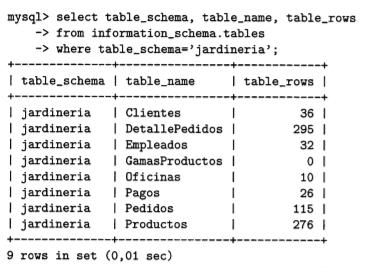 mysql> select table_schema, table_name, table_rows
    -> from information_schema.tables
    -> where table_schema='jardineria';
+--------------+----------------+------------+
| table_schema | table_name     | table_rows |
+--------------+----------------+------------+
| jardineria   | Clientes       |         36 |
| jardineria   | DetallePedidos |        295 |
| jardineria   | Empleados      |         32 |
| jardineria   | GamasProductos |          0 |
| jardineria   | Oficinas       |         10 |
| jardineria   | Pagos          |         26 |
| jardineria   | Pedidos        |        115 |
| jardineria   | Productos      |        276 |
+--------------+----------------+------------+
9 rows in set (0,01 sec)